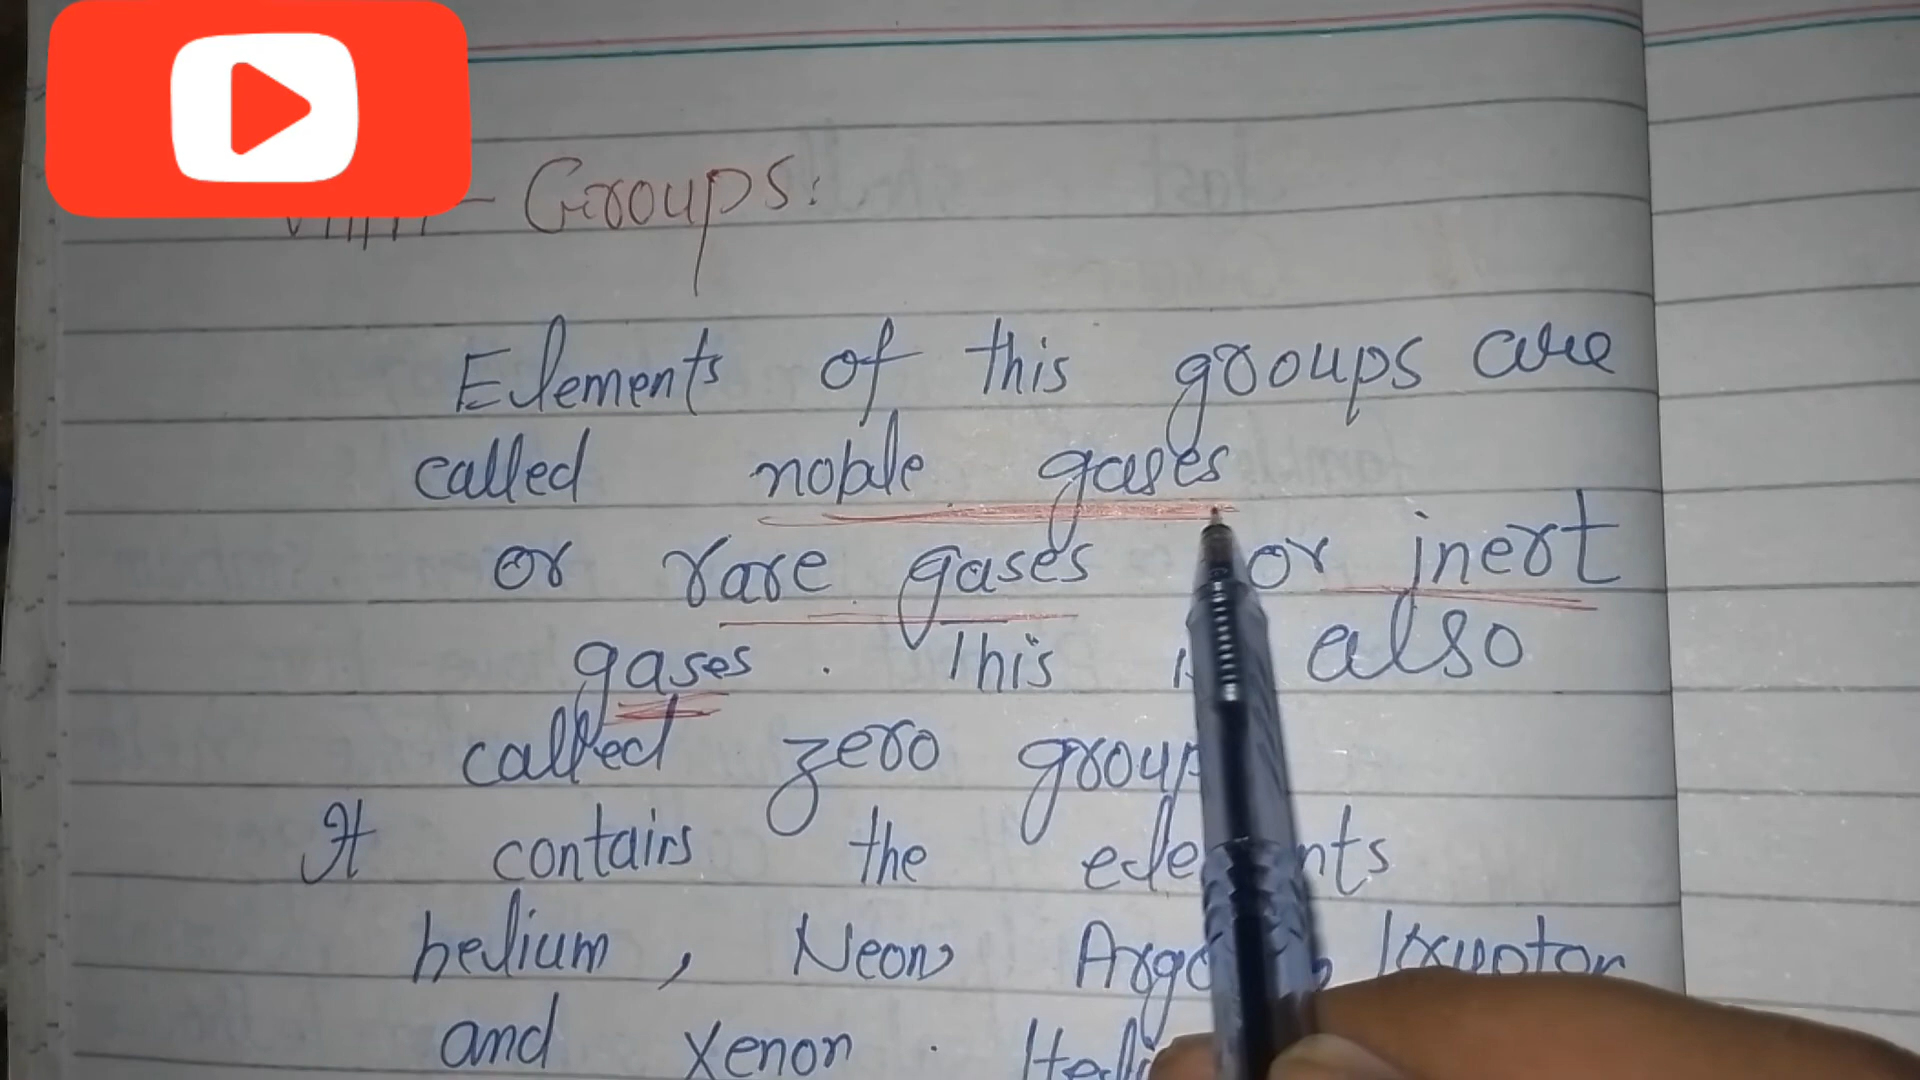 - Groups:
Elements of this groups are
called noble gases
or rare gases or inert
gases . This also
called zero group
It contains the
helium, Neon, Krypton
and Xenon .